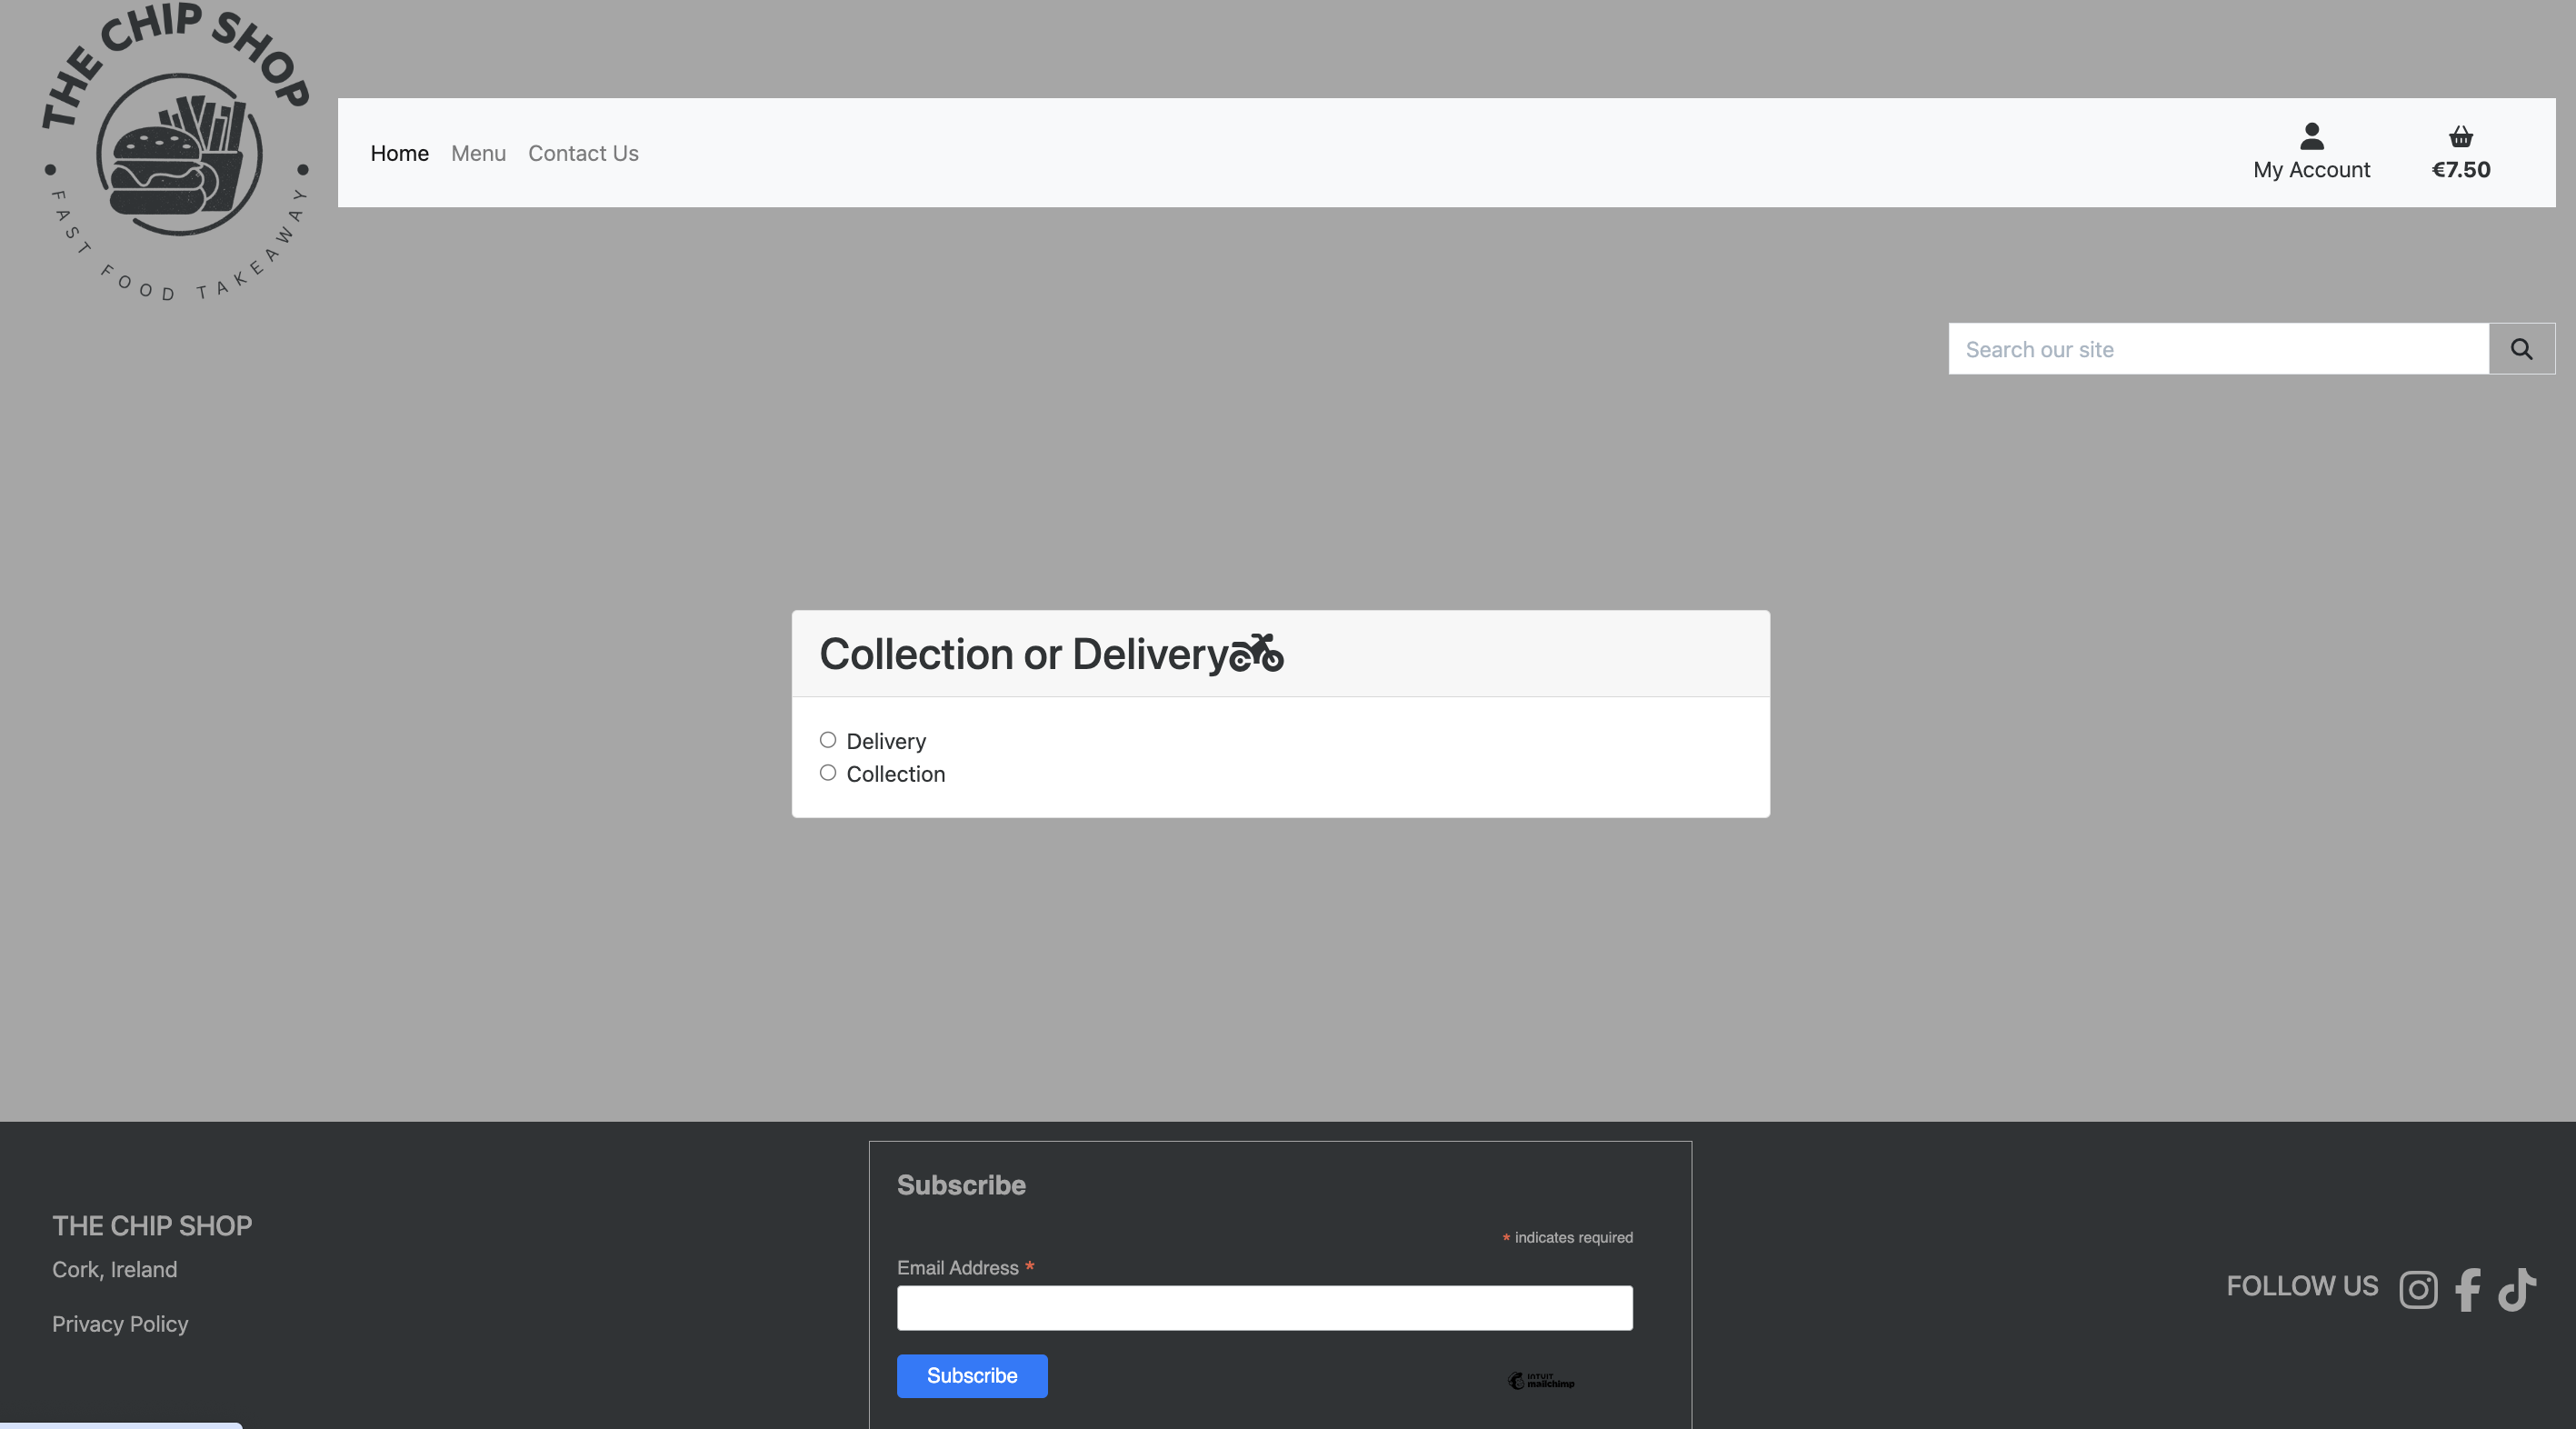 THE CHIP SHOP
FAST FOOD TAKEAWAY
Home Menu Contact Us
My Account
€7.50
Search our site
Collection or Delivery
Delivery
Collection
THE CHIP SHOP
Cork, Ireland
Privacy Policy
Subscribe
* indicates required
Email Address *
Subscribe
INTUIT
mailchimp
FOLLOW US